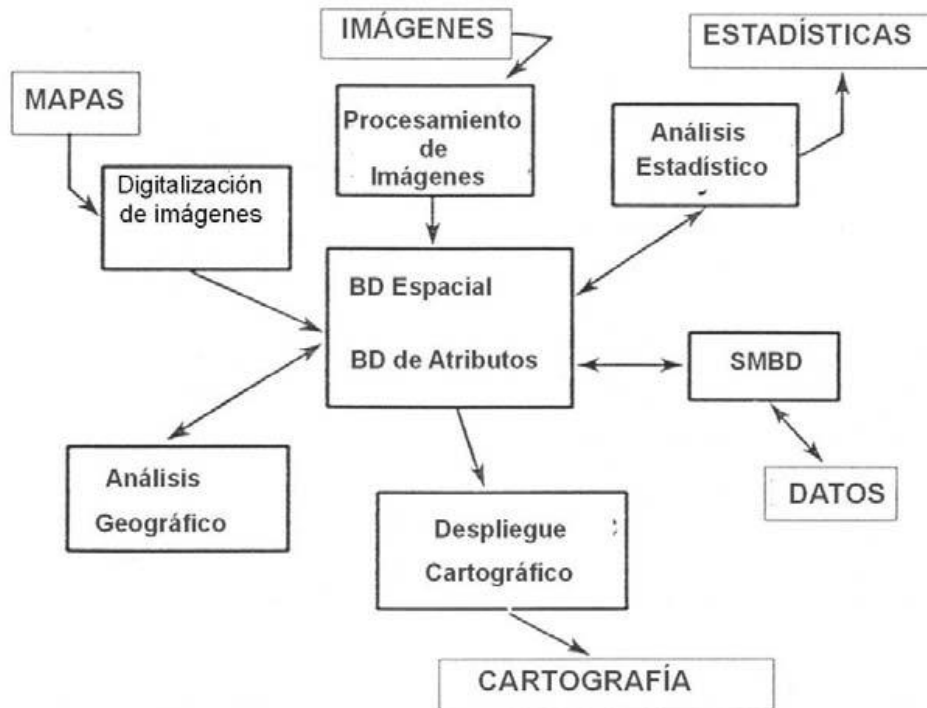 IMÁGENES
ESTADÍSTICAS
MAPAS
Procesamiento
de
Imágenes
Análisis
Estadístico
Digitalización
de imágenes
BD Espacial
BD de Atributos
SMBD
Análisis
Geográfico
DATOS
Despliegue
Cartográfico
CARTOGRAFÍA